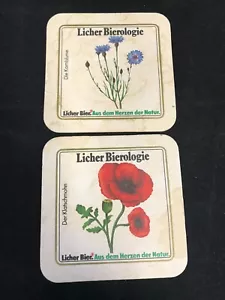 Licher Bierologie
Die Kornblume
Licher Bier. Aus dem Herzen der Natur.
Licher Bierologie
Der Klatschmohn
Licher Bier. Aus dem Herzen der Natur.